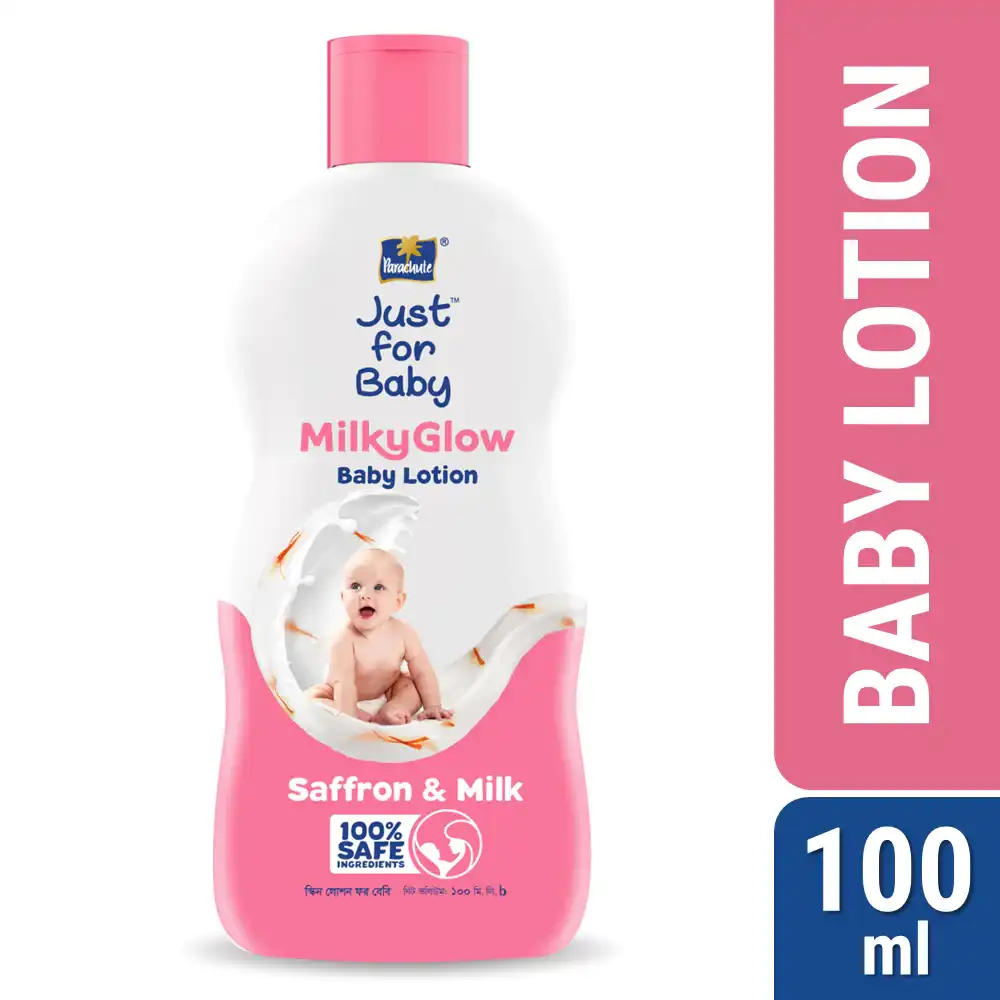 Parachute ®
Just™
for
Baby
MilkyGlow
Baby Lotion
Saffron & Milk
100%
SAFE
INGREDIENTS
স্কিন লোশন ফর বেবি নিট ভলিউম: ১০০ মি. লি. b
BABY LOTION
100
ml